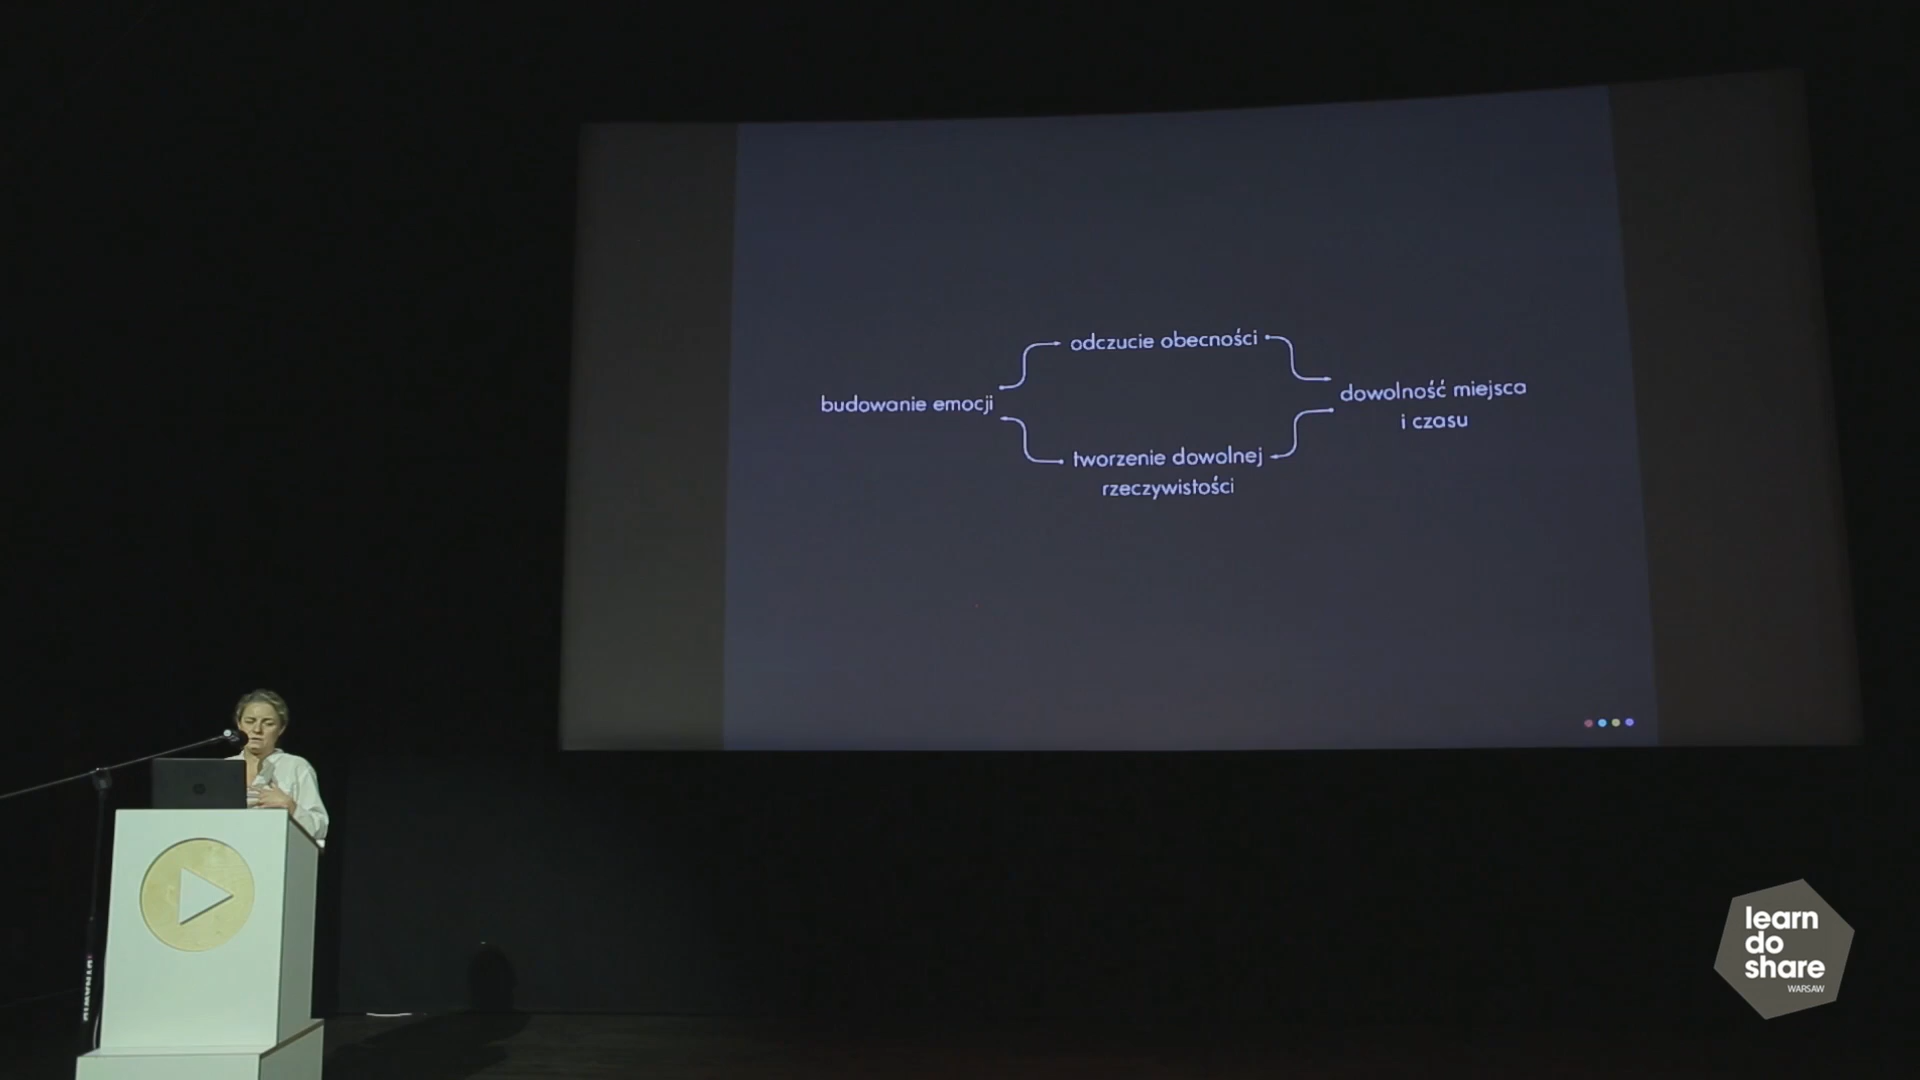 odczucie obecności
budowanie emocji
dowolność miejsca
i czasu
tworzenie dowolnej
rzeczywistości
learn
do
share
WARSAW